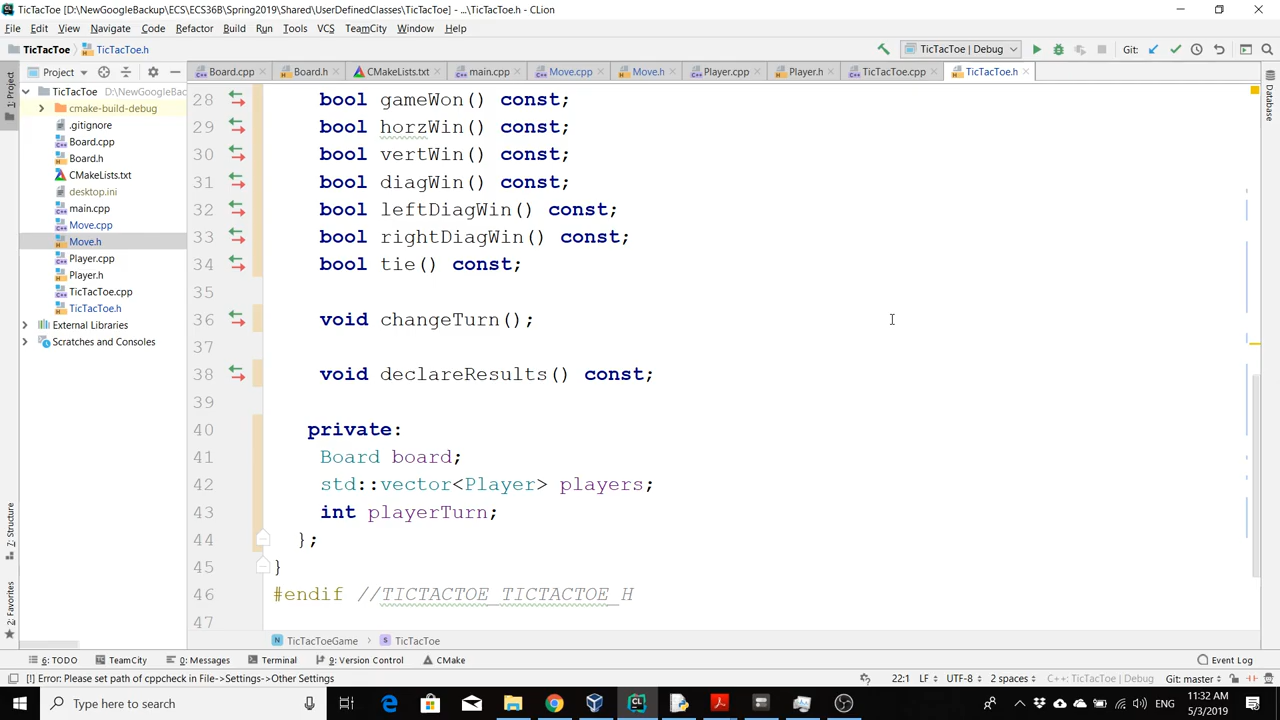 TicTacToe [D:\NewGoogleBackup\ECS\ECS36B\Spring2019\Shared\UserDefinedClasses\TicTacToe] - ...\TicTacToe.h - CLion
File Edit View Navigate Code Refactor Build Run Tools VCS TeamCity Window Help
TicTacToe TicTacToe.h
TicTacToe | Debug Git:
Project Board.cpp Board.h CMakeLists.txt main.cpp Move.cpp Move.h Player.cpp Player.h TicTacToe.cpp TicTacToe.h
1: Project
Database
TicTacToe D:\NewGoogleBac
cmake-build-debug
.gitignore
Board.cpp
Board.h
CMakeLists.txt
desktop.ini
main.cpp
Move.cpp
Move.h
Player.cpp
Player.h
TicTacToe.cpp
TicTacToe.h
External Libraries
Scratches and Consoles
7: Structure
2: Favorites
28 bool gameWon() const;
29 bool horzWin() const;
30 bool vertWin() const;
31 bool diagWin() const;
32 bool leftDiagWin() const;
33 bool rightDiagWin() const;
34 bool tie() const;
35
36 void changeTurn();
37
38 void declareResults() const;
39
40 private:
41 Board board;
42 std::vector<Player> players;
43 int playerTurn;
44 };
45 }
46 #endif //TICTACTOE_TICTACTOE_H
47
TicTacToeGame TicTacToe
6: TODO TeamCity 0: Messages Terminal 9: Version Control CMake Event Log
[!] Error: Please set path of cppcheck in File->Settings->Other Settings 22:1 LF UTF-8 2 spaces C++: TicTacToe | Debug Git: master
Type here to search ENG 11:32 AM
5/3/2019